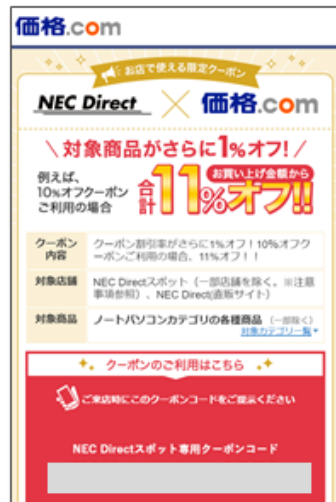 価格.com
お店で使える限定クーポン
NEC Direct × 価格.com
\ 対象商品がさらに1%オフ! /
例えば、
10%オフクーポン
ご利用の場合
合計
お買い上げ金額から
11%オフ!!
クーポン
内容
クーポン割引率がさらに1%オフ！10%オフク
ーポンご利用の場合、11%オフ！！
対象店舗
NEC Directスポット（一部店舗を除く。※注意
事項参照）、NEC Direct(直販サイト)
対象商品
ノートパソコンカテゴリの各種商品 （一部除く）
対象カテゴリ一覧
クーポンのご利用はこちら
ご来店時にこのクーポンコードをご提示ください
NEC Directスポット専用クーポンコード